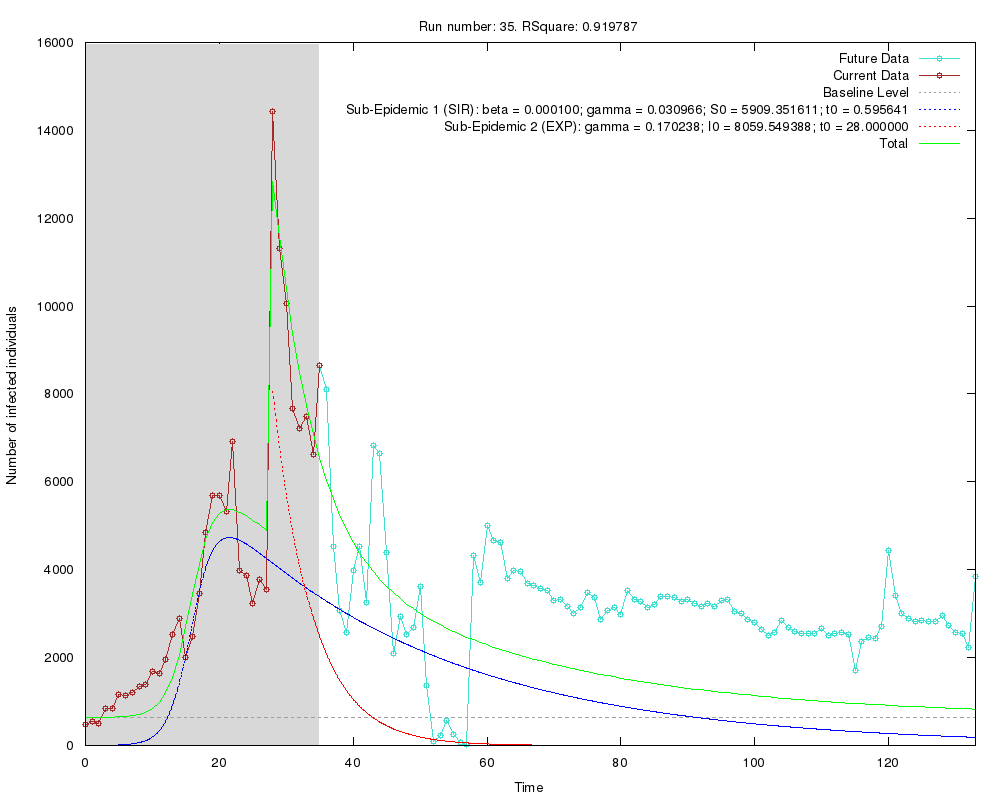 Run number: 35. RSquare: 0.919787
16000
14000
12000
10000
8000
6000
4000
2000
0
Number of infected individuals
Future Data
Current Data
Baseline Level
Sub-Epidemic 1 (SIR): beta = 0.000100; gamma = 0.030966; S0 = 5909.351611; t0 = 0.595641
Sub-Epidemic 2 (EXP): gamma = 0.170238; I0 = 8059.549388; t0 = 28.000000
Total
0 20 40 60 80 100 120
Time